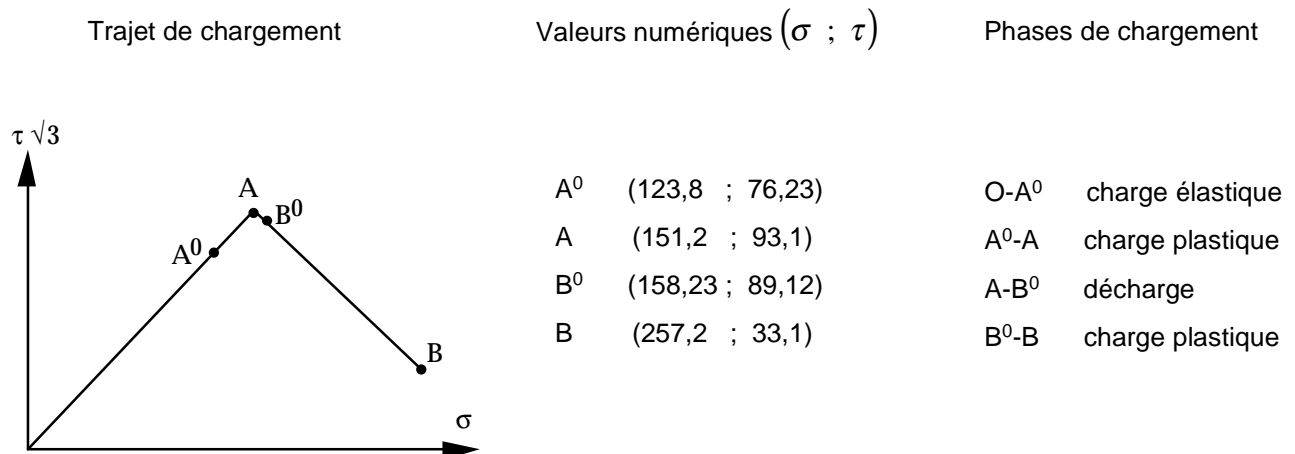 Trajet de chargement
Valeurs numériques (σ ; τ)
Phases de chargement
τ √3
A
B⁰
A⁰
B
σ
A⁰ (123,8 ; 76,23)
A (151,2 ; 93,1)
B⁰ (158,23 ; 89,12)
B (257,2 ; 33,1)
O-A⁰ charge élastique
A⁰-A charge plastique
A-B⁰ décharge
B⁰-B charge plastique